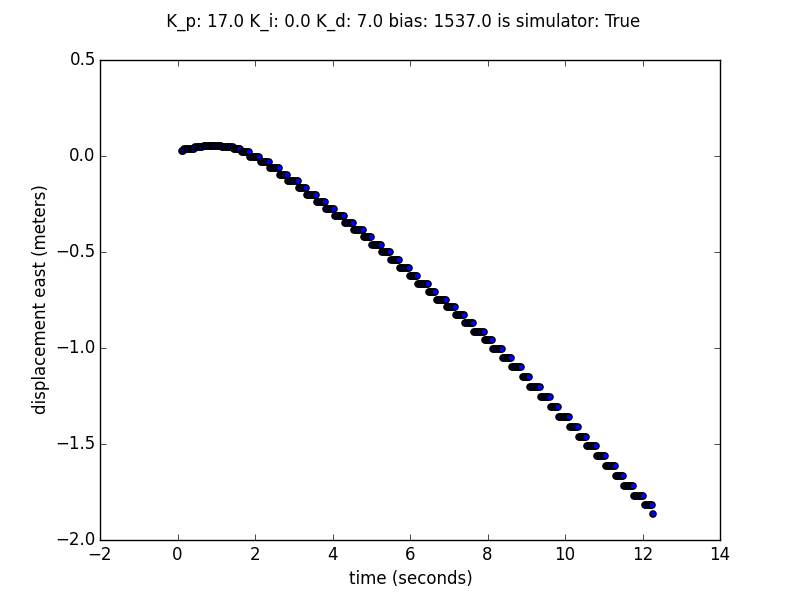 K_p: 17.0 K_i: 0.0 K_d: 7.0 bias: 1537.0 is simulator: True
0.5
0.0
−0.5
−1.0
−1.5
−2.0
displacement east (meters)
−2 0 2 4 6 8 10 12 14
time (seconds)